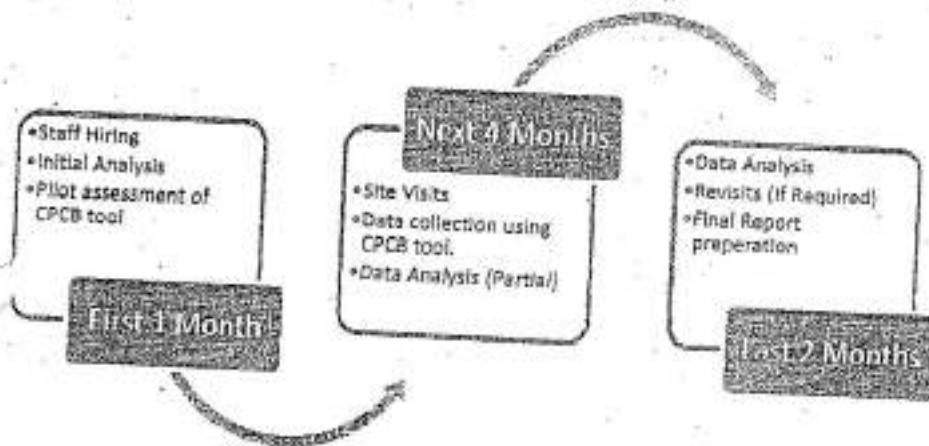 •Staff Hiring
•Initial Analysis
•Pilot assessment of
CPCB tool
First 1 Month
Next 4 Months
•Site Visits
•Data collection using
CPCB tool.
•Data Analysis (Partial)
•Data Analysis
•Revisits (If Required)
•Final Report
preperation
Last 2 Months